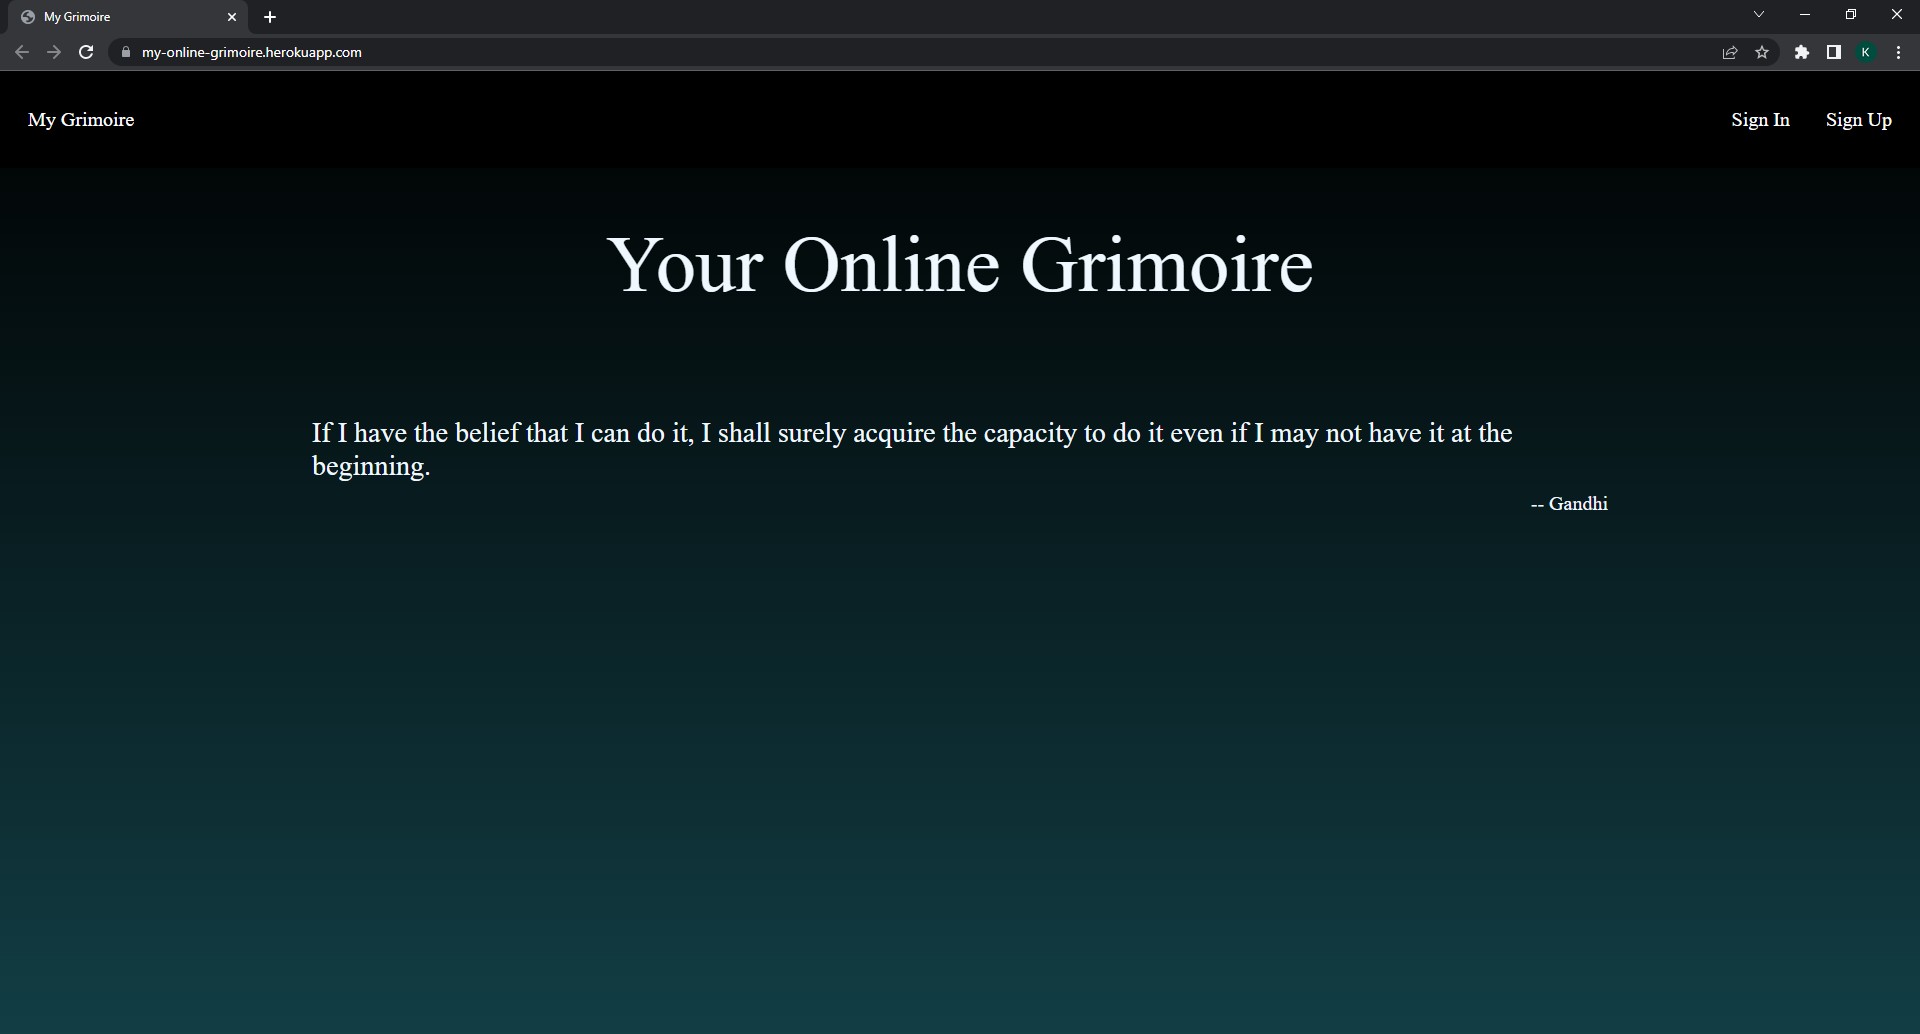 My Grimoire
my-online-grimoire.herokuapp.com
K
My Grimoire
Sign In
Sign Up
Your Online Grimoire
If I have the belief that I can do it, I shall surely acquire the capacity to do it even if I may not have it at the
beginning.
-- Gandhi